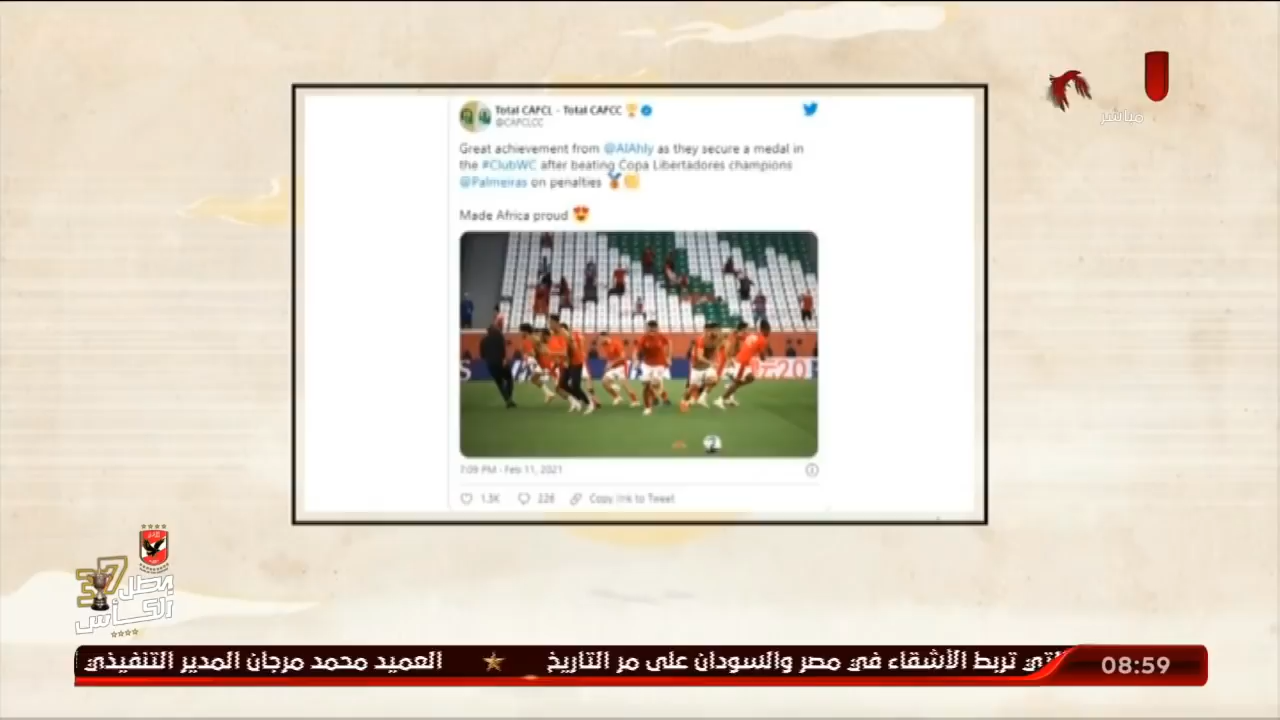 Total CAFCL - Total CAFCC
@CAFCLCC
Great achievement from @AlAhly as they secure a medal in
the #ClubWC after beating Copa Libertadores champions
@Palmeiras on penalties
Made Africa proud
7:09 PM - Feb 11, 2021
1.3K 226 Copy link to Tweet
مباشر
37
بطل
الكأس
التي تربط الأشقاء في مصر والسودان على مر التاريخ
العميد محمد مرجان المدير التنفيذي
08:59